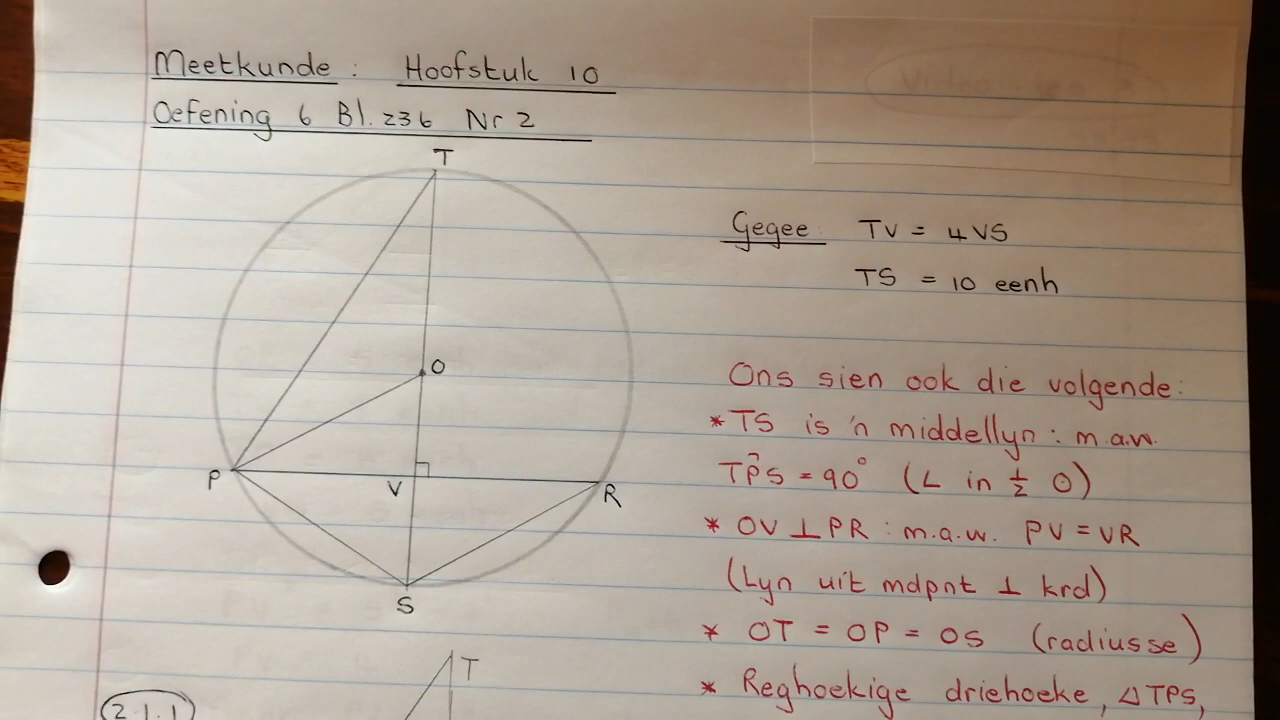 Meetkunde : Hoofstuk 10
Oefening 6 Bl. 236 Nr 2
T
Gegee : TV = 4VS
TS = 10 eenh
O
Ons sien ook die volgende:
* TS is 'n middellyn : m.a.w.
TP̂S = 90° (∠ in ½ O)
P
V
R
* OV ⊥ PR : m.a.w. PV = VR
(Lyn uit mdpnt ⊥ krd)
S
* OT = OP = OS (radiusse)
T
* Reghoekige driehoeke, △TPS,
2.1.1